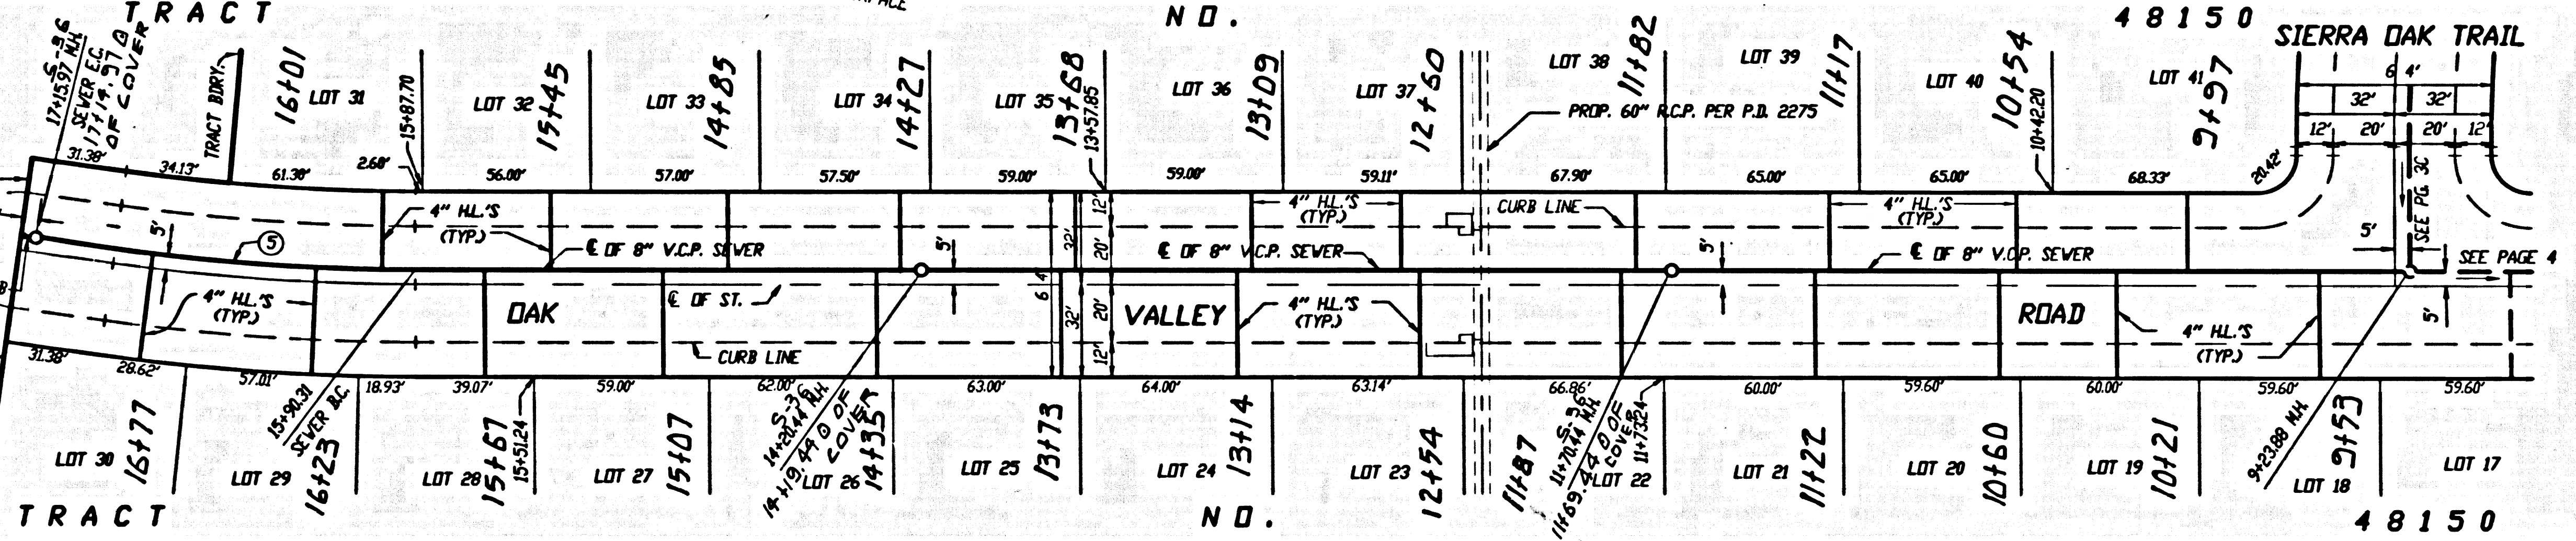 TRACT NO. 48150
SIERRA OAK TRAIL
S-36
17+15.97 M.H.
SEWER E.C.
17+14.97 @
OF COVER
TRACT BDRY.
16+01
LOT 31
15+87.70
LOT 32
15+45
LOT 33
14+85
LOT 34
14+27
LOT 35
13+68
13+57.85
LOT 36
13+09
LOT 37
12+60
LOT 38
11+82
LOT 39
11+17
LOT 40
10+54
10+42.20
LOT 41
9+97
PROP. 60" R.C.P. PER P.D. 2275
6 4'
32' 32'
12' 20' 20' 12'
31.38' 34.13' 61.30' 2.60' 56.00' 57.00' 57.50' 59.00' 59.00' 59.11' 67.90' 65.00' 65.00' 68.33' 20.42'
4" H.L.'S
(TYP.)
4" H.L.'S
(TYP.)
CURB LINE
4" H.L.'S
(TYP.)
5'
5
℄ OF 8" V.C.P. SEWER
5'
12'
32'
20'
℄ OF 8" V.C.P. SEWER
5'
℄ OF 8" V.C.P. SEWER
5'
SEE PG. 3C
SEE PAGE 4
4" H.L.'S
(TYP.)
OAK VALLEY ROAD
℄ OF ST.
6 4'
32'
20'
12'
4" H.L.'S
(TYP.)
4" H.L.'S
(TYP.)
5'
CURB LINE
31.38' 28.62' 57.01' 18.93' 39.07' 59.00' 62.00' 63.00' 64.00' 63.14' 66.86' 60.00' 59.60' 60.00' 59.60' 59.60'
LOT 30
16+77
LOT 29
15+90.31
SEWER B.C.
16+23
LOT 28
15+67
15+51.24
LOT 27
15+07
S-36
14+20.44 M.H.
14+19.44 @ OF
COVER
LOT 26
14+35
LOT 25
13+73
LOT 24
13+14
LOT 23
12+54
11+87
S-36
11+70.44 M.H.
11+69.44 @ OF
COVER
11+73.24
LOT 22
LOT 21
11+22
LOT 20
10+60
LOT 19
10+21
9+23.88 M.H.
LOT 18
9+53
LOT 17
TRACT NO. 48150